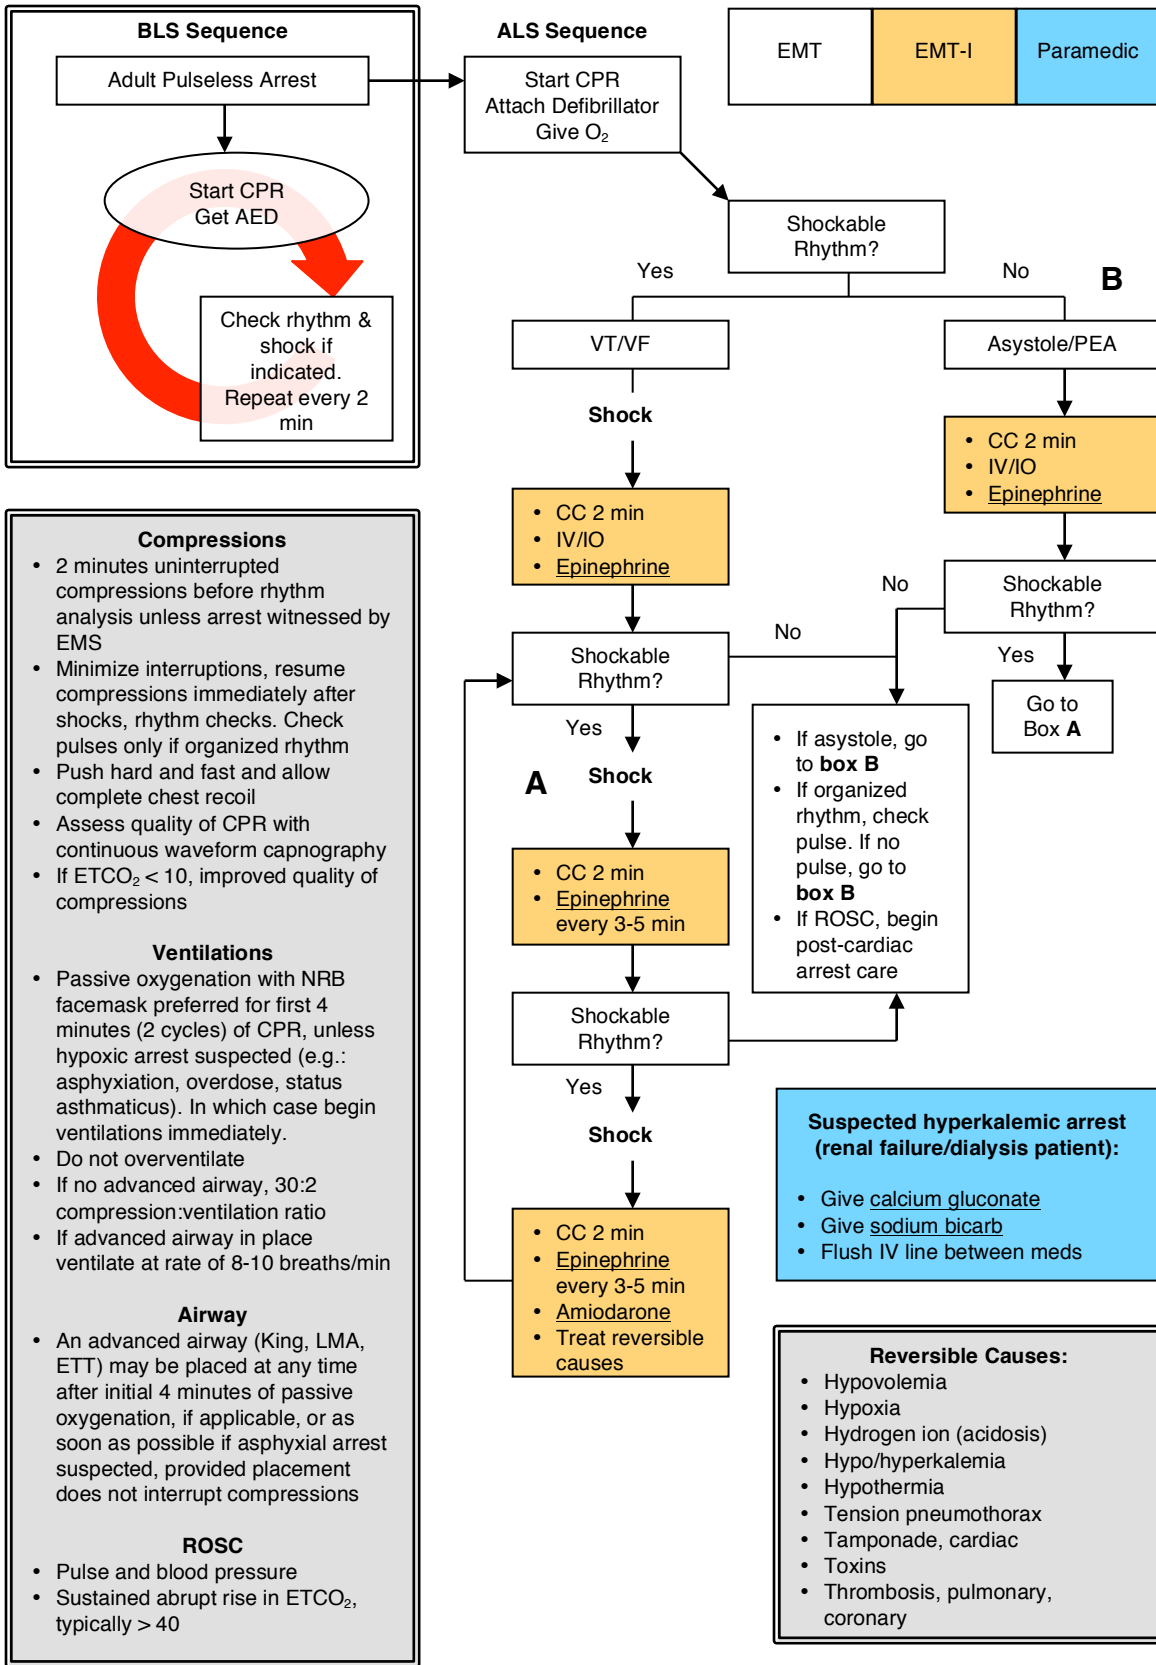 BLS Sequence
Adult Pulseless Arrest
Start CPR
Get AED
Check rhythm &
shock if
indicated.
Repeat every 2
min
ALS Sequence
Start CPR
Attach Defibrillator
Give O₂
EMT
EMT-I
Paramedic
Shockable
Rhythm?
Yes
No
B
VT/VF
Asystole/PEA
Shock
• CC 2 min
• IV/IO
• Epinephrine
• CC 2 min
• IV/IO
• Epinephrine
Shockable
Rhythm?
No
Yes
Go to
Box A
Shockable
Rhythm?
No
Yes
A
Shock
• If asystole, go
to box B
• If organized
rhythm, check
pulse. If no
pulse, go to
box B
• If ROSC, begin
post-cardiac
arrest care
• CC 2 min
• Epinephrine
every 3-5 min
Shockable
Rhythm?
Yes
Shock
• CC 2 min
• Epinephrine
every 3-5 min
• Amiodarone
• Treat reversible
causes
Compressions
• 2 minutes uninterrupted
compressions before rhythm
analysis unless arrest witnessed by
EMS
• Minimize interruptions, resume
compressions immediately after
shocks, rhythm checks. Check
pulses only if organized rhythm
• Push hard and fast and allow
complete chest recoil
• Assess quality of CPR with
continuous waveform capnography
• If ETCO₂ < 10, improved quality of
compressions
Ventilations
• Passive oxygenation with NRB
facemask preferred for first 4
minutes (2 cycles) of CPR, unless
hypoxic arrest suspected (e.g.:
asphyxiation, overdose, status
asthmaticus). In which case begin
ventilations immediately.
• Do not overventilate
• If no advanced airway, 30:2
compression:ventilation ratio
• If advanced airway in place
ventilate at rate of 8-10 breaths/min
Airway
• An advanced airway (King, LMA,
ETT) may be placed at any time
after initial 4 minutes of passive
oxygenation, if applicable, or as
soon as possible if asphyxial arrest
suspected, provided placement
does not interrupt compressions
ROSC
• Pulse and blood pressure
• Sustained abrupt rise in ETCO₂,
typically > 40
Suspected hyperkalemic arrest
(renal failure/dialysis patient):
• Give calcium gluconate
• Give sodium bicarb
• Flush IV line between meds
Reversible Causes:
• Hypovolemia
• Hypoxia
• Hydrogen ion (acidosis)
• Hypo/hyperkalemia
• Hypothermia
• Tension pneumothorax
• Tamponade, cardiac
• Toxins
• Thrombosis, pulmonary,
coronary